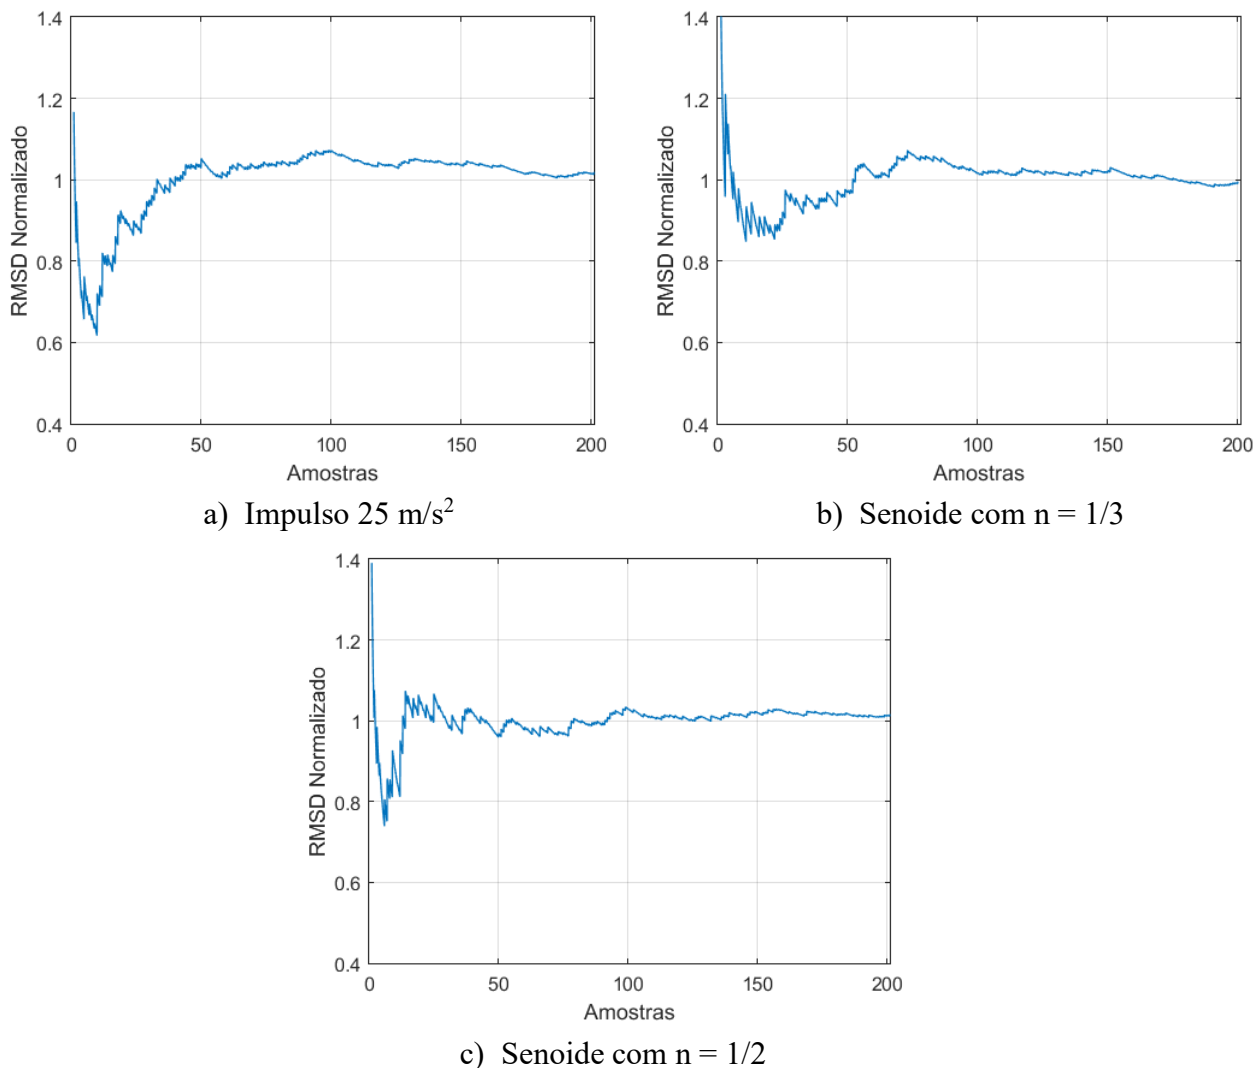 1.4
1.2
1
0.8
0.6
0.4
RMSD Normalizado
0 50 100 150 200
Amostras
a) Impulso 25 m/s²
1.4
1.2
1
0.8
0.6
0.4
RMSD Normalizado
0 50 100 150 200
Amostras
b) Senoide com n = 1/3
1.4
1.2
1
0.8
0.6
0.4
RMSD Normalizado
0 50 100 150 200
Amostras
c) Senoide com n = 1/2